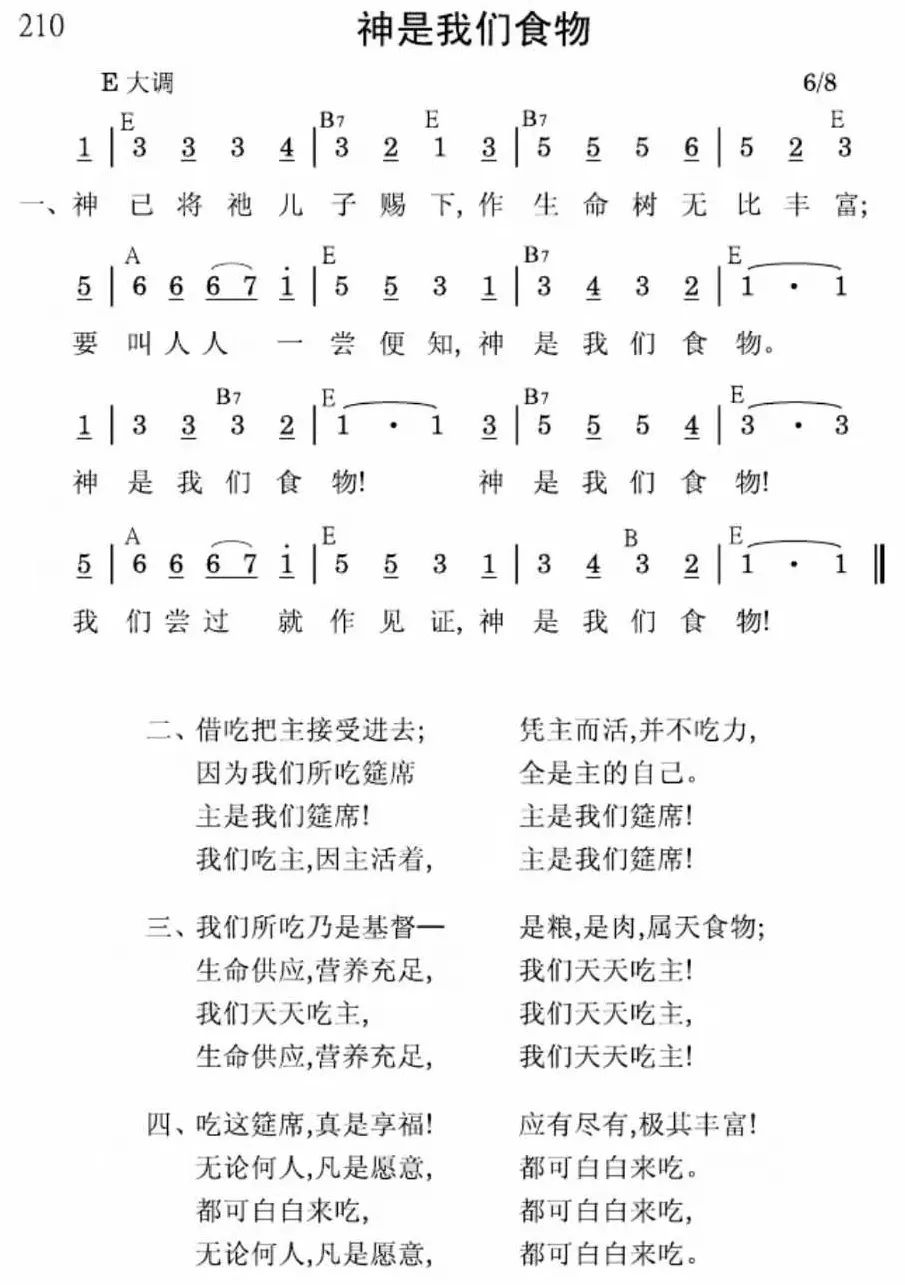 210
神是我们食物
E 大调 6/8
E B7 E B7 E
1 | 3 3 3 4 | 3 2 1 3 | 5 5 5 6 | 5 2 3
一、神已将祂儿子赐下,作生命树无比丰富;
A E B7 E
5 | 6 6 6 7 1 | 5 5 3 1 | 3 4 3 2 | 1 · 1
要叫人人一尝便知,神是我们食物。
B7 E B7 E
1 | 3 3 3 2 | 1 · 1 3 | 5 5 5 4 | 3 · 3
神是我们食物! 神是我们食物!
A E B E
5 | 6 6 6 7 1 | 5 5 3 1 | 3 4 3 2 | 1 · 1 ‖
我们尝过就作见证,神是我们食物!
二、借吃把主接受进去; 凭主而活,并不吃力,
因为我们所吃筵席 全是主的自己。
主是我们筵席! 主是我们筵席!
我们吃主,因主活着, 主是我们筵席!
三、我们所吃乃是基督— 是粮,是肉,属天食物;
生命供应,营养充足, 我们天天吃主!
我们天天吃主, 我们天天吃主,
生命供应,营养充足, 我们天天吃主!
四、吃这筵席,真是享福! 应有尽有,极其丰富!
无论何人,凡是愿意, 都可白白来吃。
都可白白来吃, 都可白白来吃,
无论何人,凡是愿意, 都可白白来吃。